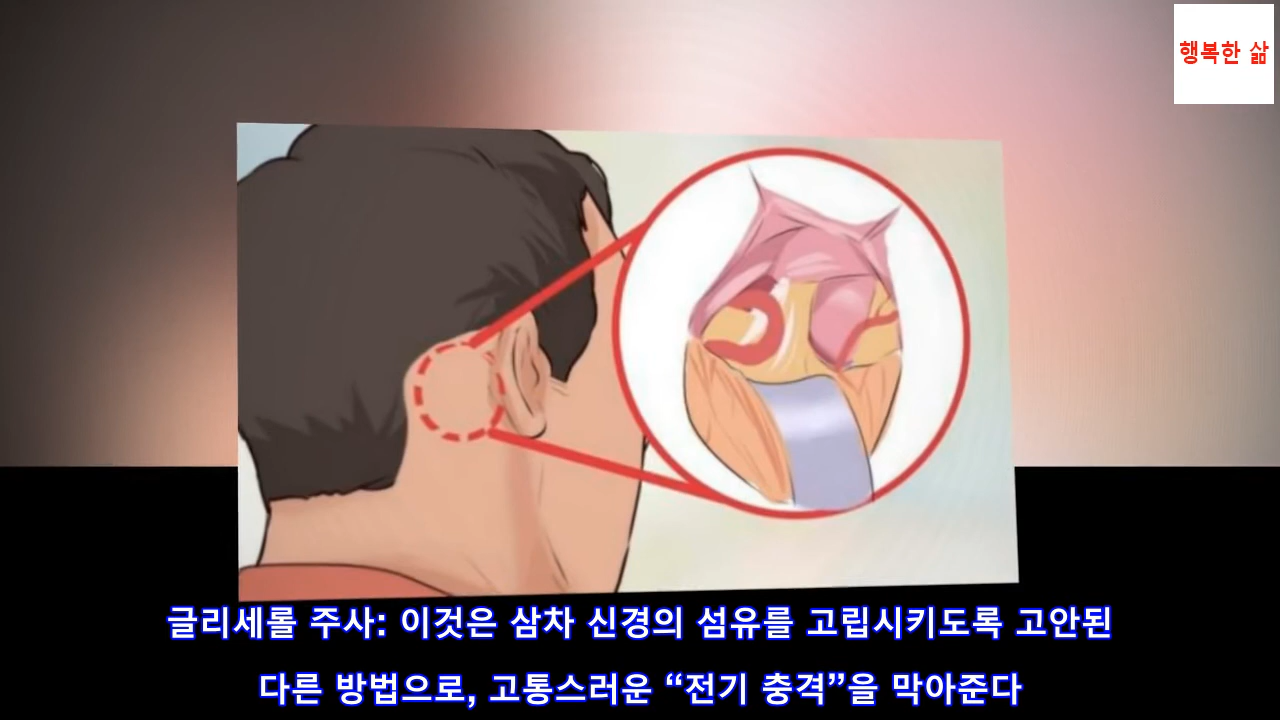 행복한 삶
글리세롤 주사: 이것은 삼차 신경의 섬유를 고립시키도록 고안된
다른 방법으로, 고통스러운 “전기 충격”을 막아준다